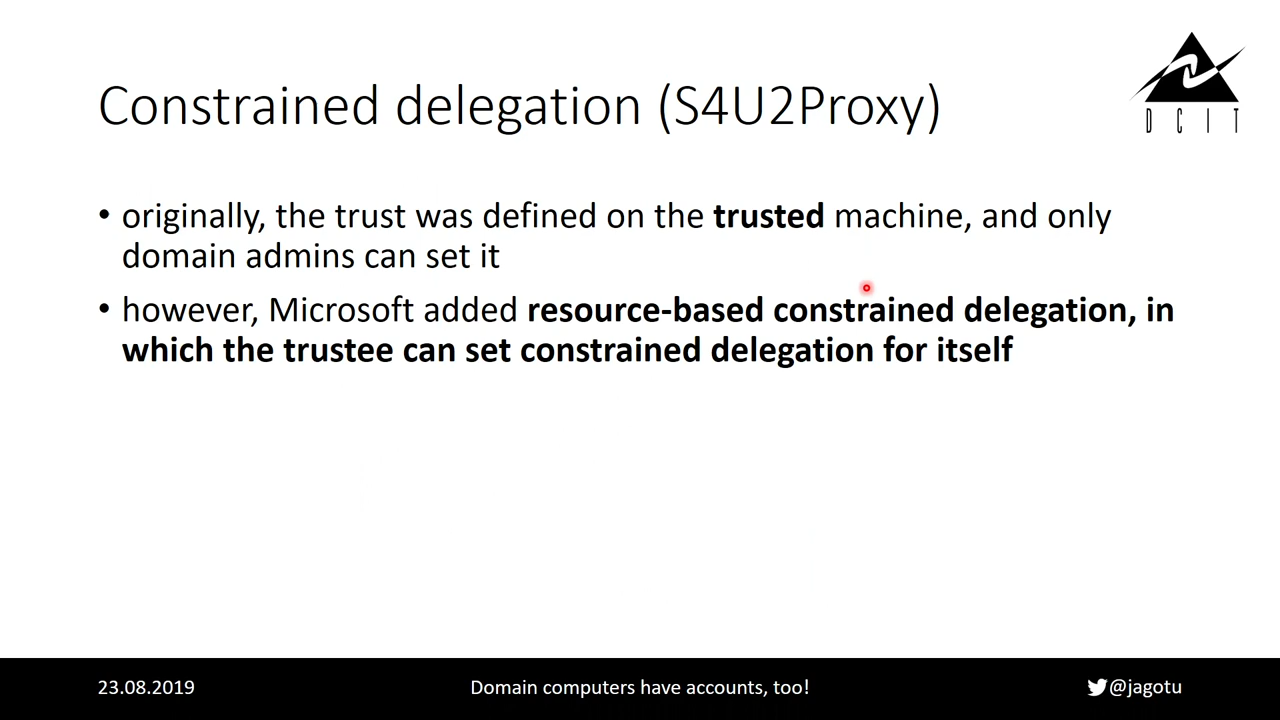 Constrained delegation (S4U2Proxy)
DCIT
• originally, the trust was defined on the trusted machine, and only
domain admins can set it
• however, Microsoft added resource-based constrained delegation, in
which the trustee can set constrained delegation for itself
23.08.2019
Domain computers have accounts, too!
@jagotu